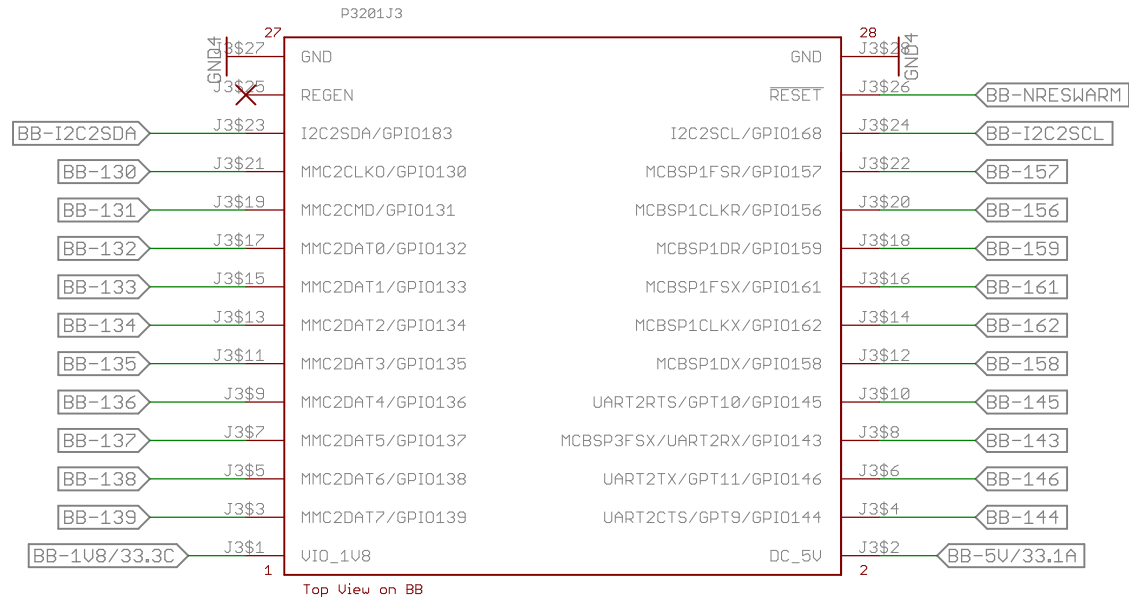 P3201J3
27 28
GND4 J3$27 GND GND J3$28 GND4
J3$25 REGEN RESET J3$26 BB-NRESWARM
BB-I2C2SDA J3$23 I2C2SDA/GPIO183 I2C2SCL/GPIO168 J3$24 BB-I2C2SCL
BB-130 J3$21 MMC2CLKO/GPIO130 MCBSP1FSR/GPIO157 J3$22 BB-157
BB-131 J3$19 MMC2CMD/GPIO131 MCBSP1CLKR/GPIO156 J3$20 BB-156
BB-132 J3$17 MMC2DAT0/GPIO132 MCBSP1DR/GPIO159 J3$18 BB-159
BB-133 J3$15 MMC2DAT1/GPIO133 MCBSP1FSX/GPIO161 J3$16 BB-161
BB-134 J3$13 MMC2DAT2/GPIO134 MCBSP1CLKX/GPIO162 J3$14 BB-162
BB-135 J3$11 MMC2DAT3/GPIO135 MCBSP1DX/GPIO158 J3$12 BB-158
BB-136 J3$9 MMC2DAT4/GPIO136 UART2RTS/GPT10/GPIO145 J3$10 BB-145
BB-137 J3$7 MMC2DAT5/GPIO137 MCBSP3FSX/UART2RX/GPIO143 J3$8 BB-143
BB-138 J3$5 MMC2DAT6/GPIO138 UART2TX/GPT11/GPIO146 J3$6 BB-146
BB-139 J3$3 MMC2DAT7/GPIO139 UART2CTS/GPT9/GPIO144 J3$4 BB-144
BB-1V8/33.3C J3$1 VIO_1V8 DC_5V J3$2 BB-5V/33.1A
1 2
Top View on BB